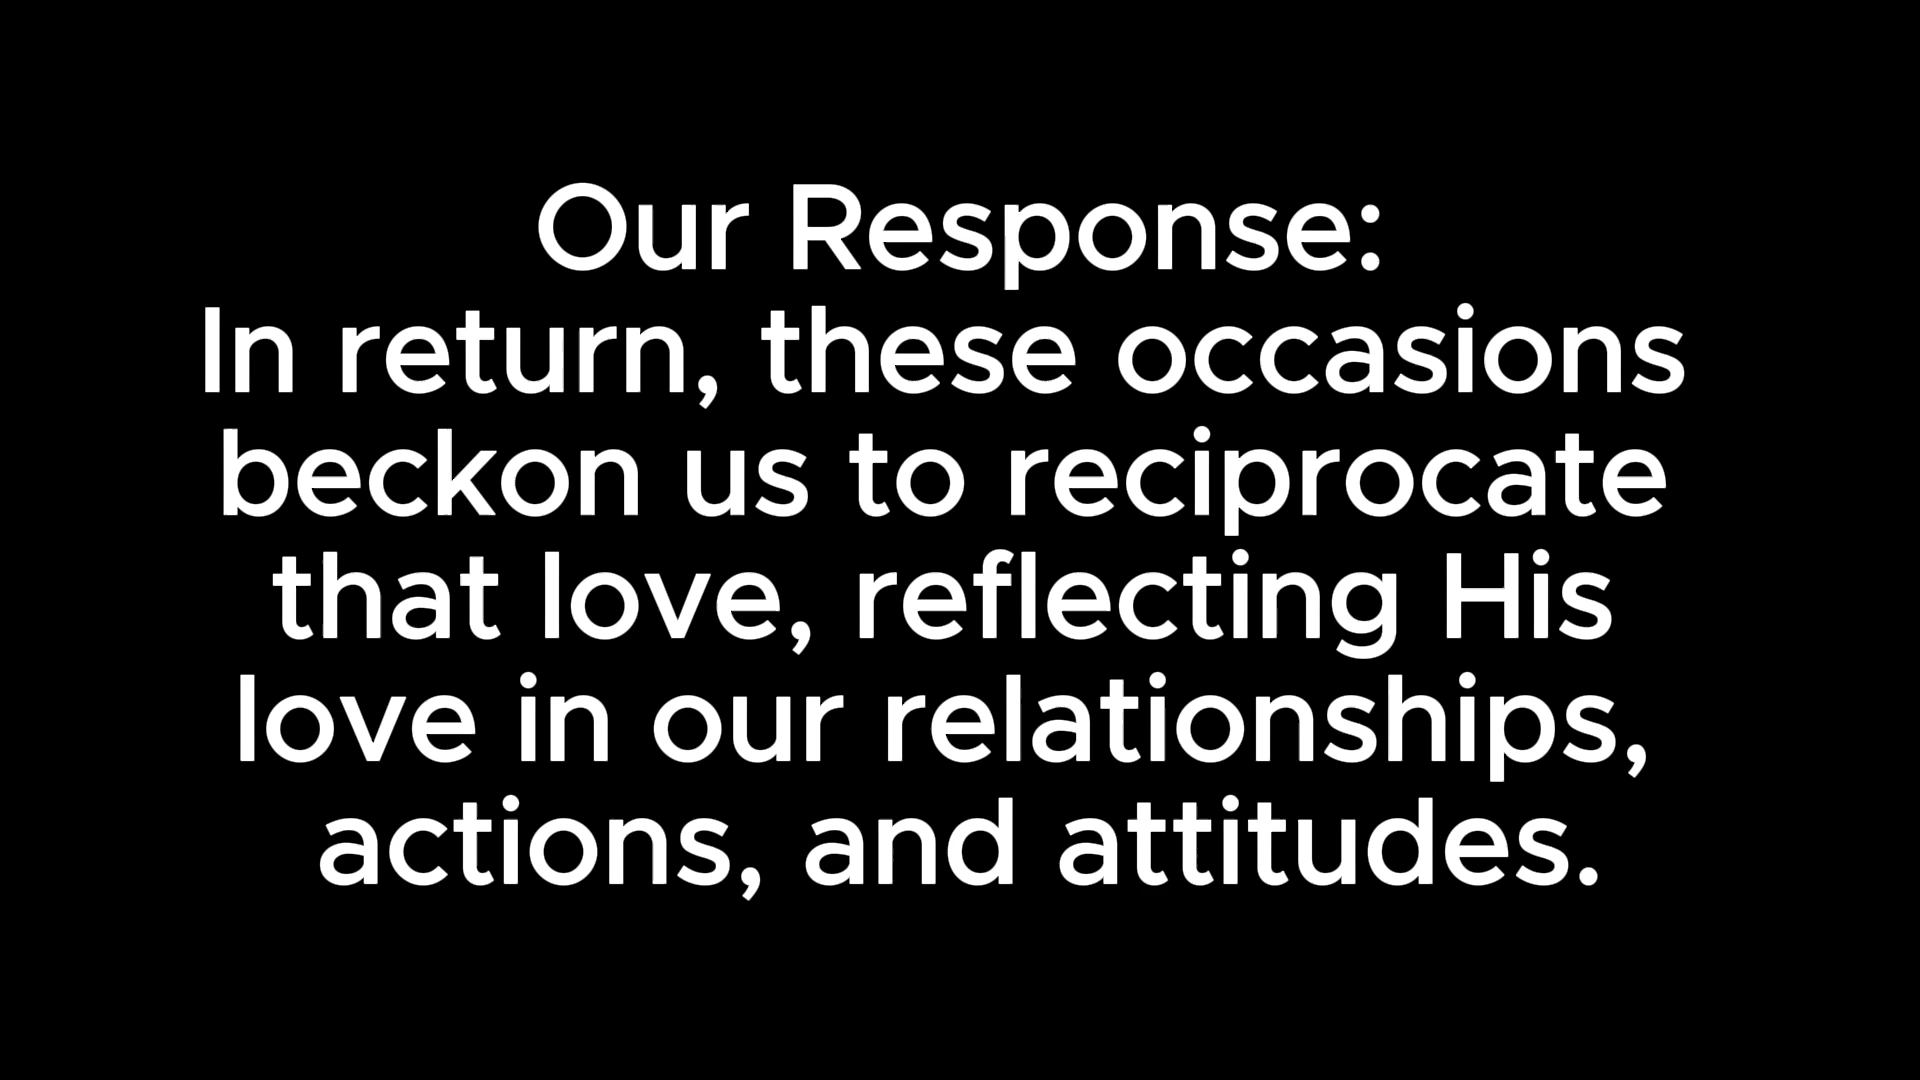 Our Response:
In return, these occasions
beckon us to reciprocate
that love, reflecting His
love in our relationships,
actions, and attitudes.